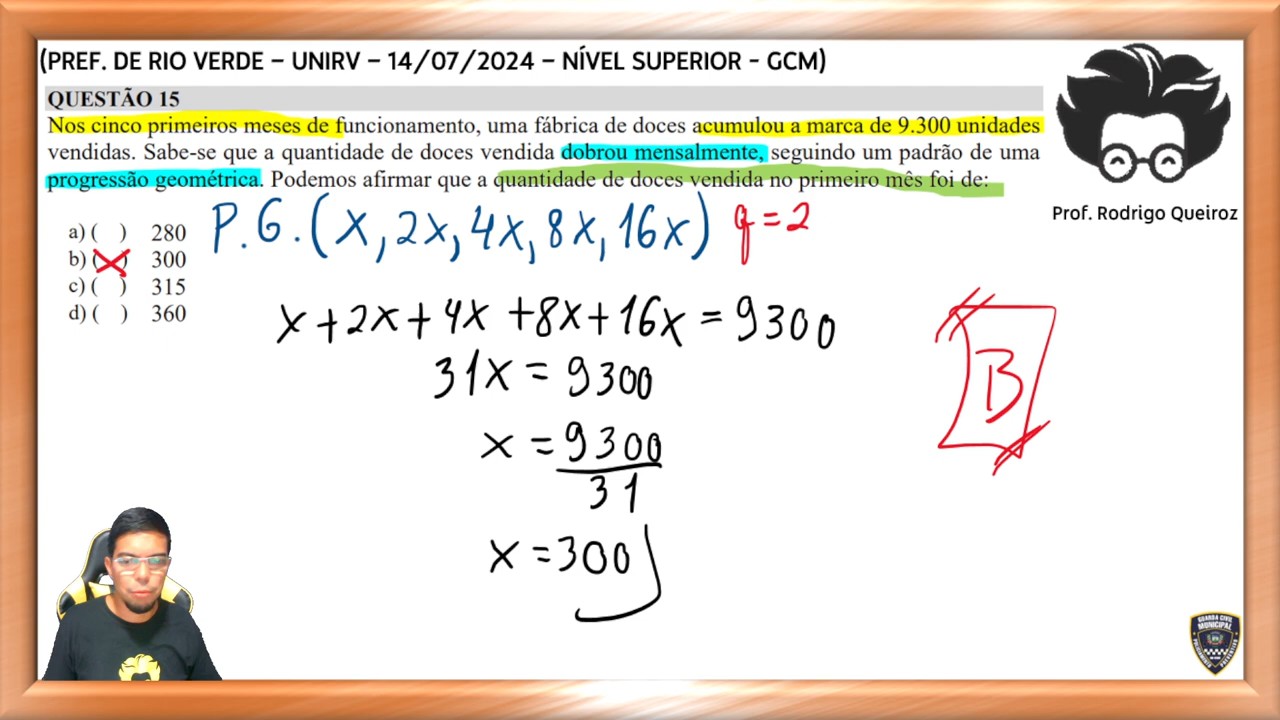 (PREF. DE RIO VERDE – UNIRV – 14/07/2024 – NÍVEL SUPERIOR - GCM)
QUESTÃO 15
Nos cinco primeiros meses de funcionamento, uma fábrica de doces acumulou a marca de 9.300 unidades
vendidas. Sabe-se que a quantidade de doces vendida dobrou mensalmente, seguindo um padrão de uma
progressão geométrica. Podemos afirmar que a quantidade de doces vendida no primeiro mês foi de:
a) ( ) 280
b) (X) 300
c) ( ) 315
d) ( ) 360
P.G. (x, 2x, 4x, 8x, 16x) q = 2
x + 2x + 4x + 8x + 16x = 9300
31x = 9300
x = 9300
31
x = 300
B
Prof. Rodrigo Queiroz
GUARDA CIVIL
MUNICIPAL